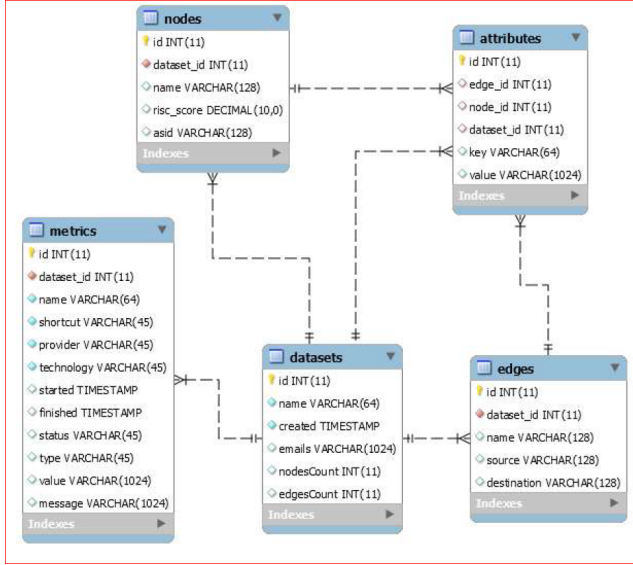 nodes
id INT(11)
dataset_id INT(11)
name VARCHAR(128)
risc_score DECIMAL(10,0)
asid VARCHAR(128)
Indexes
attributes
id INT(11)
edge_id INT(11)
node_id INT(11)
dataset_id INT(11)
key VARCHAR(64)
value VARCHAR(1024)
Indexes
metrics
id INT(11)
dataset_id INT(11)
name VARCHAR(64)
shortcut VARCHAR(45)
provider VARCHAR(45)
technology VARCHAR(45)
started TIMESTAMP
finished TIMESTAMP
status VARCHAR(45)
type VARCHAR(45)
value VARCHAR(1024)
message VARCHAR(1024)
Indexes
datasets
id INT(11)
name VARCHAR(64)
created TIMESTAMP
emails VARCHAR(1024)
nodesCount INT(11)
edgesCount INT(11)
Indexes
edges
id INT(11)
dataset_id INT(11)
name VARCHAR(128)
source VARCHAR(128)
destination VARCHAR(128)
Indexes